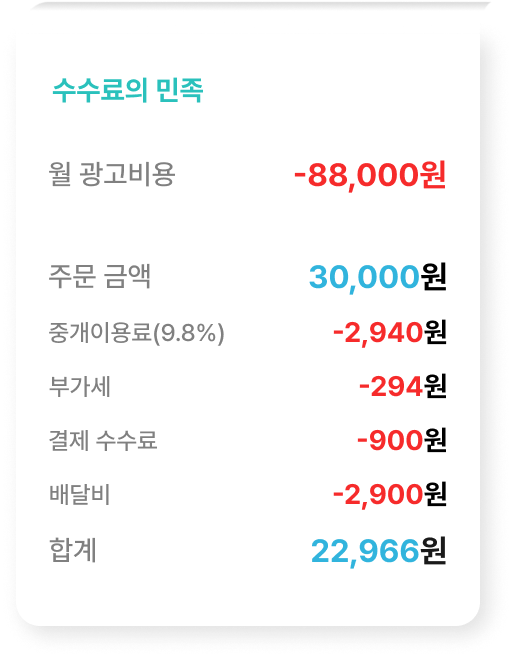 수수료의 민족
월 광고비용 -88,000원
주문 금액 30,000원
중개이용료(9.8%) -2,940원
부가세 -294원
결제 수수료 -900원
배달비 -2,900원
합계 22,966원